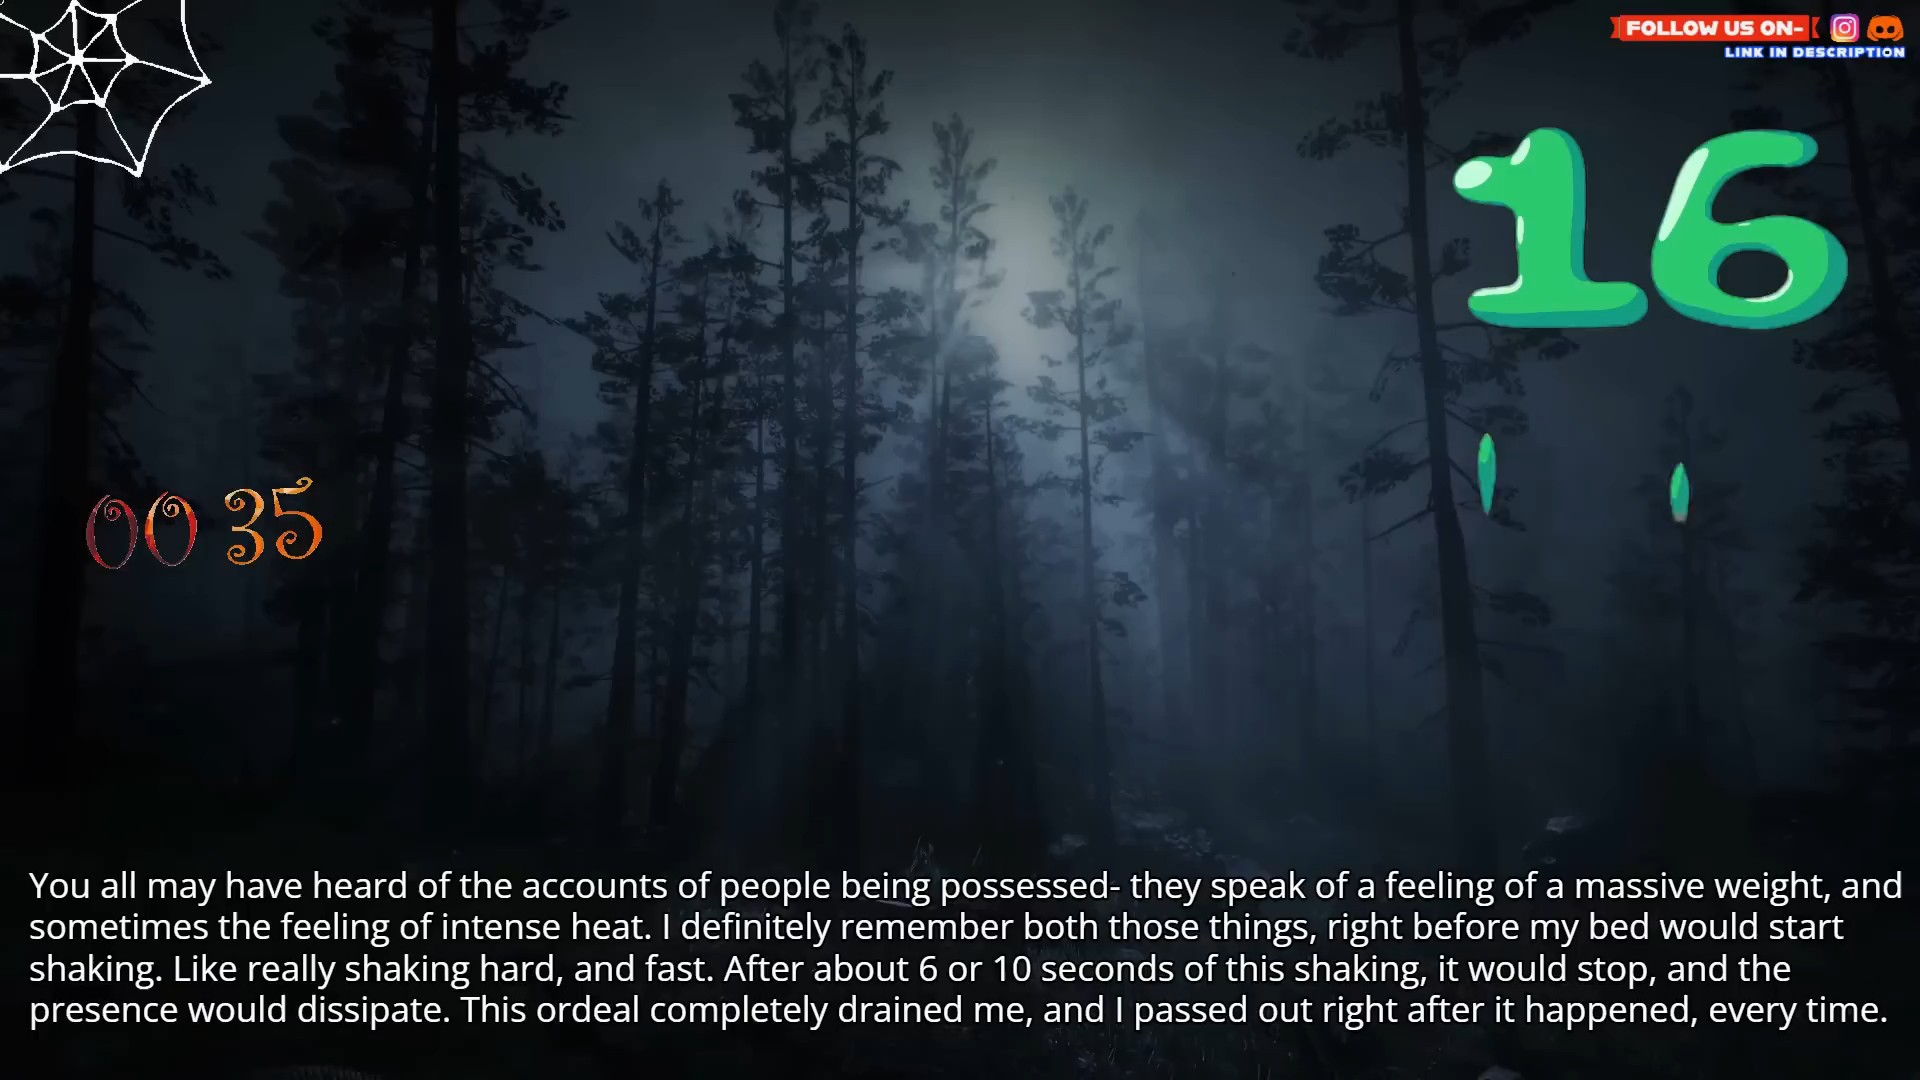 FOLLOW US ON-
LINK IN DESCRIPTION
16
00 35
You all may have heard of the accounts of people being possessed- they speak of a feeling of a massive weight, and
sometimes the feeling of intense heat. I definitely remember both those things, right before my bed would start
shaking. Like really shaking hard, and fast. After about 6 or 10 seconds of this shaking, it would stop, and the
presence would dissipate. This ordeal completely drained me, and I passed out right after it happened, every time.